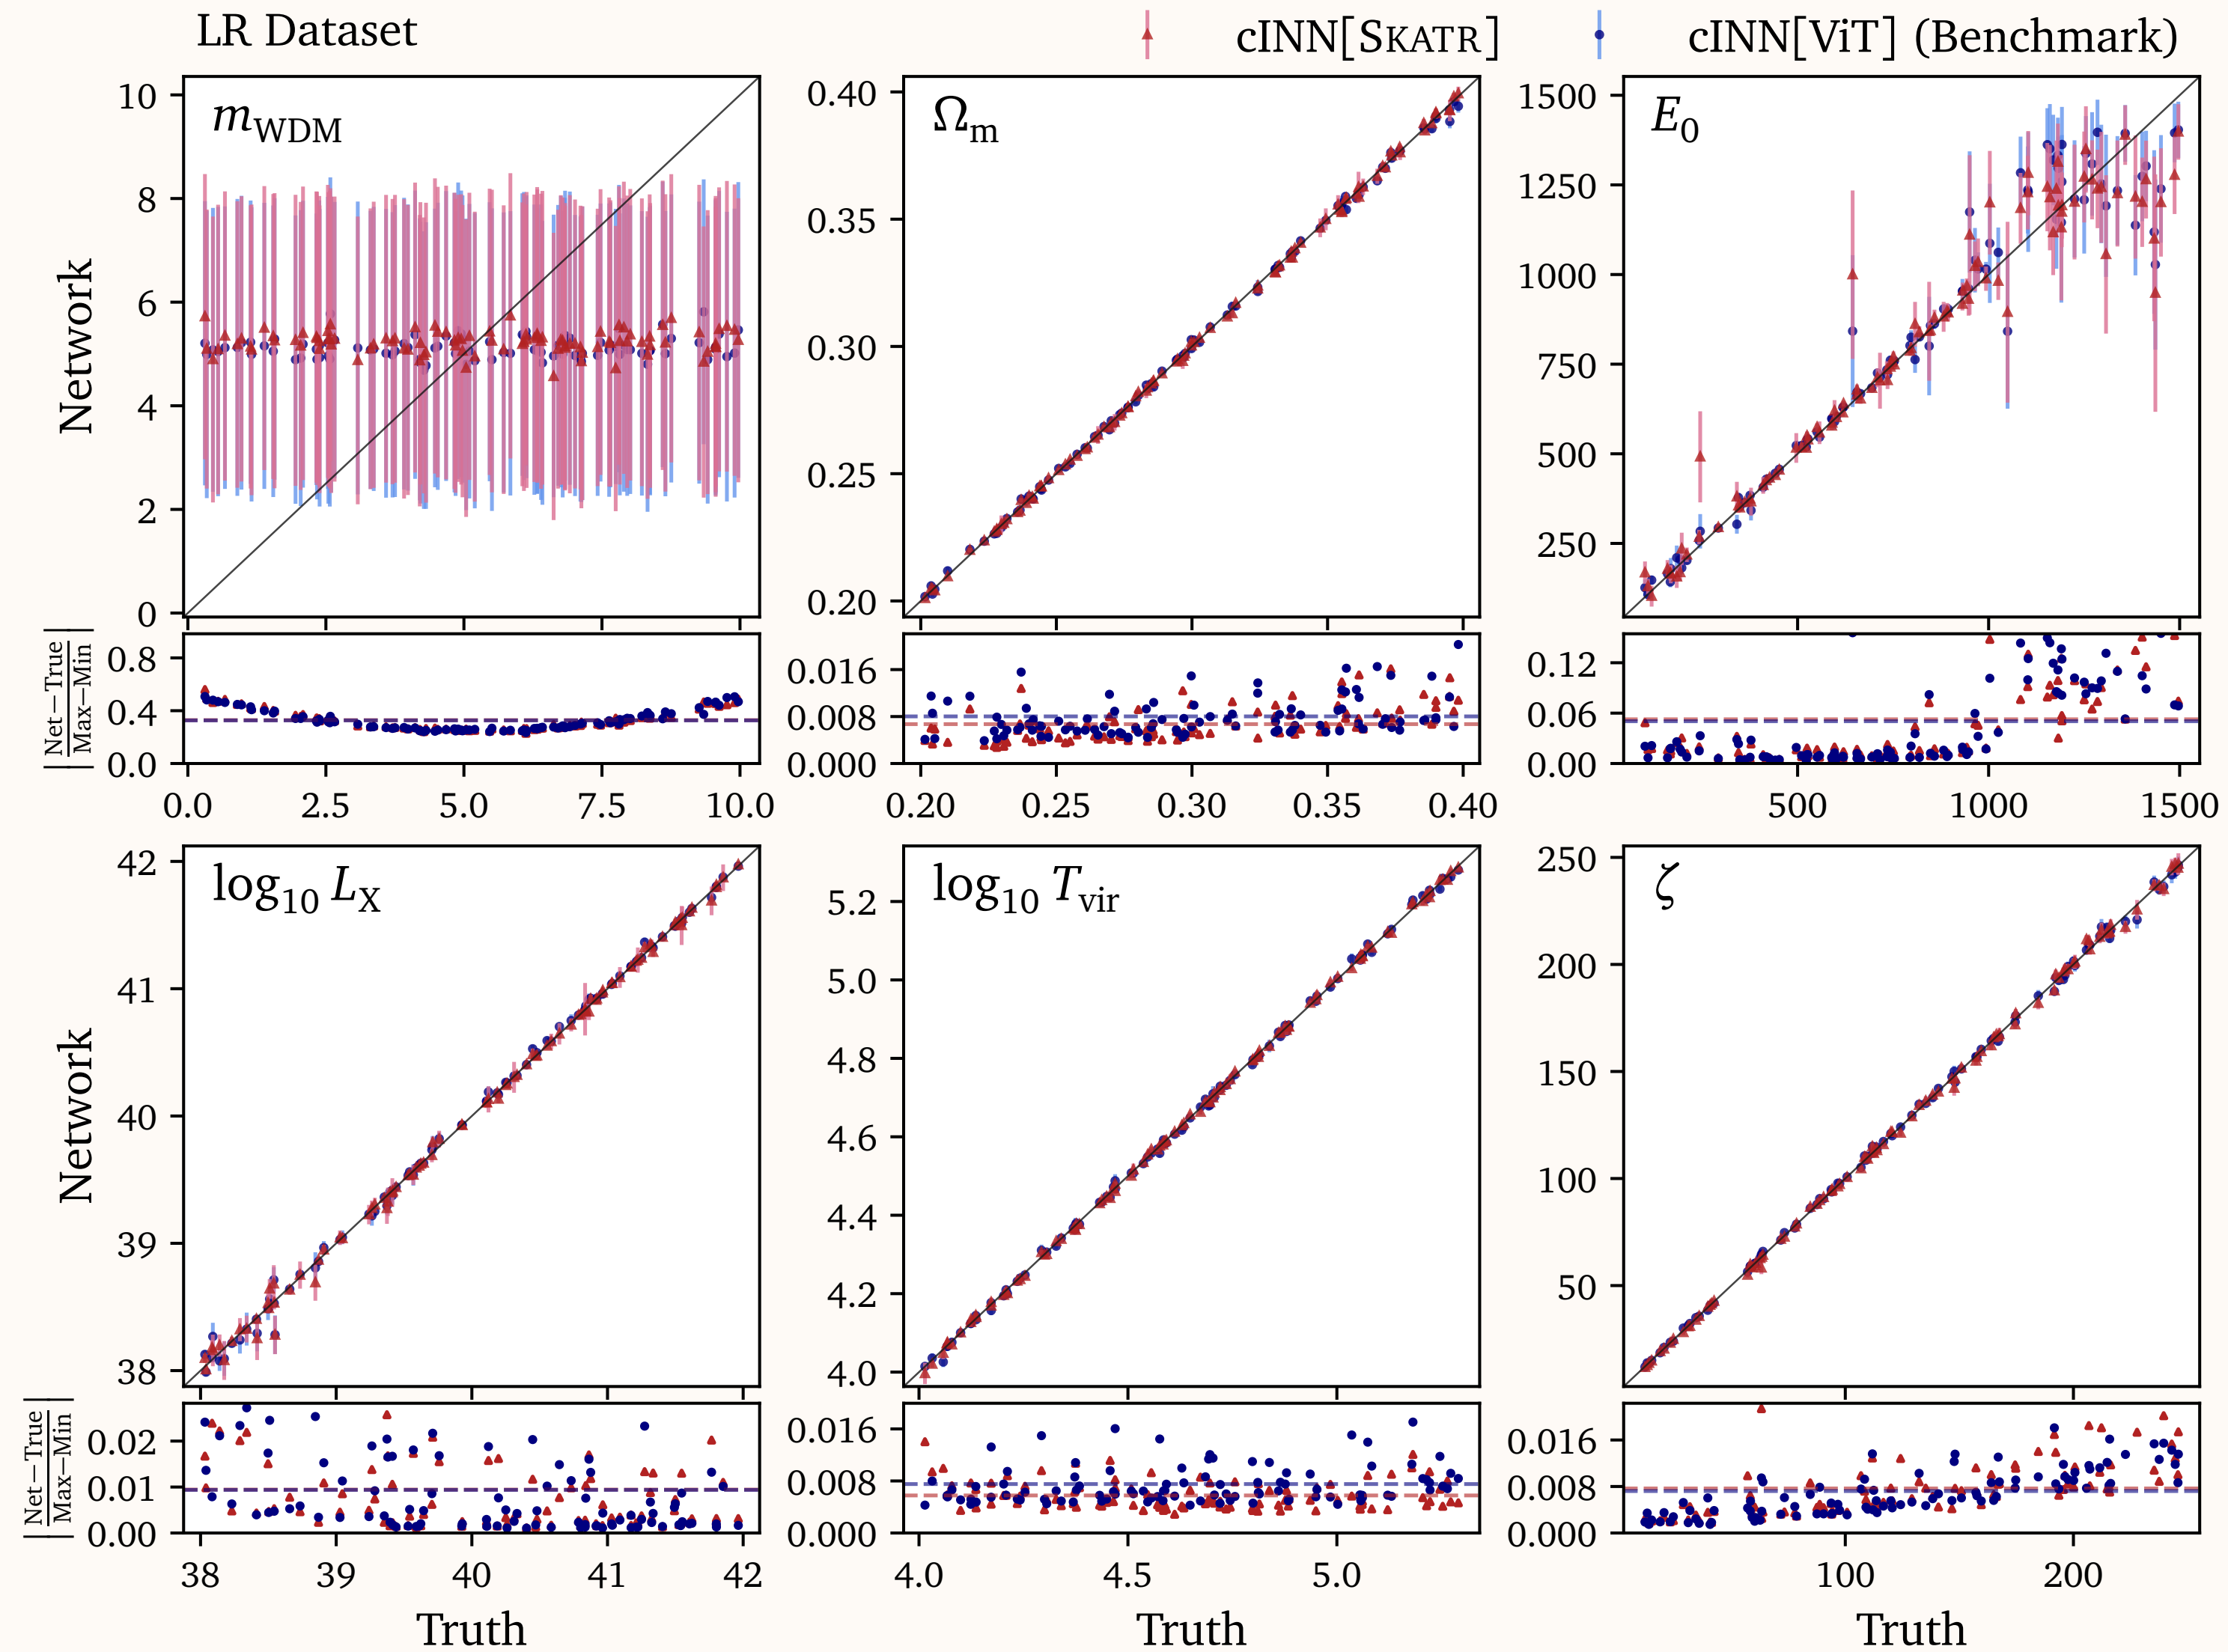 LR Dataset
cINN[SKATR]
cINN[ViT] (Benchmark)
m_WDM
Network
10
8
6
4
2
0
Ω_m
0.40
0.35
0.30
0.25
0.20
E_0
1500
1250
1000
750
500
250
|Net−True / Max−Min|
0.8
0.4
0.0
0.0 2.5 5.0 7.5 10.0
0.016
0.008
0.000
0.20 0.25 0.30 0.35 0.40
0.12
0.06
0.00
500 1000 1500
log₁₀ L_X
Network
42
41
40
39
38
log₁₀ T_vir
5.2
5.0
4.8
4.6
4.4
4.2
4.0
ζ
250
200
150
100
50
|Net−True / Max−Min|
0.02
0.01
0.00
38 39 40 41 42
Truth
0.016
0.008
0.000
4.0 4.5 5.0
Truth
0.016
0.008
0.000
100 200
Truth